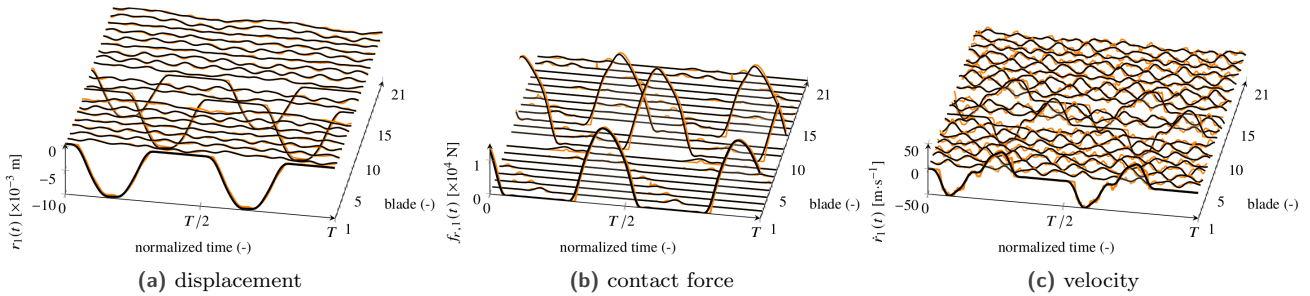 0
−5
−10
r₁(t) [×10⁻³ m]
0
T/2
T
normalized time (-)
1
5
10
15
21
blade (-)
(a) displacement
1
0
fᵣ,₁(t) [×10⁴ N]
0
T/2
T
normalized time (-)
1
5
10
15
21
blade (-)
(b) contact force
50
0
−50
ṙ₁(t) [m·s⁻¹]
0
T/2
T
normalized time (-)
1
5
10
15
21
blade (-)
(c) velocity